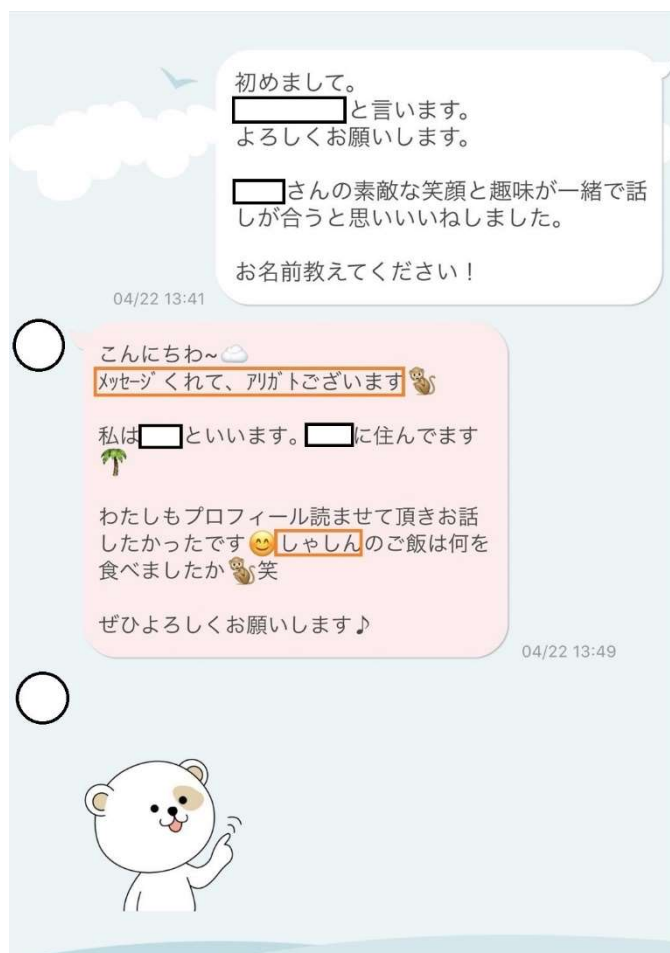 初めまして。
と言います。
よろしくお願いします。
さんの素敵な笑顔と趣味が一緒で話
しが合うと思いいいねしました。
お名前教えてください！
04/22 13:41
こんにちわ~☁️
ﾒｯｾｰｼﾞくれて、ｱﾘｶﾞﾄございます🐒
私は といいます。 に住んでます
🌴
わたしもプロフィール読ませて頂きお話
したかったです😊しゃしんのご飯は何を
食べましたか🐒笑
ぜひよろしくお願いします♪
04/22 13:49